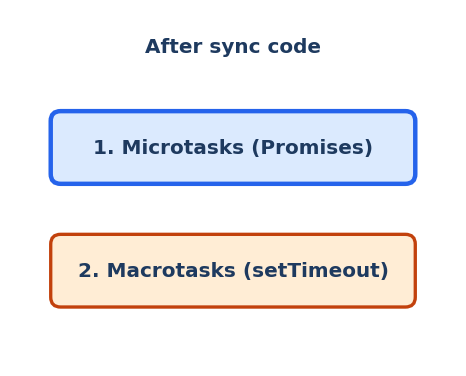 After sync code
1. Microtasks (Promises)
2. Macrotasks (setTimeout)